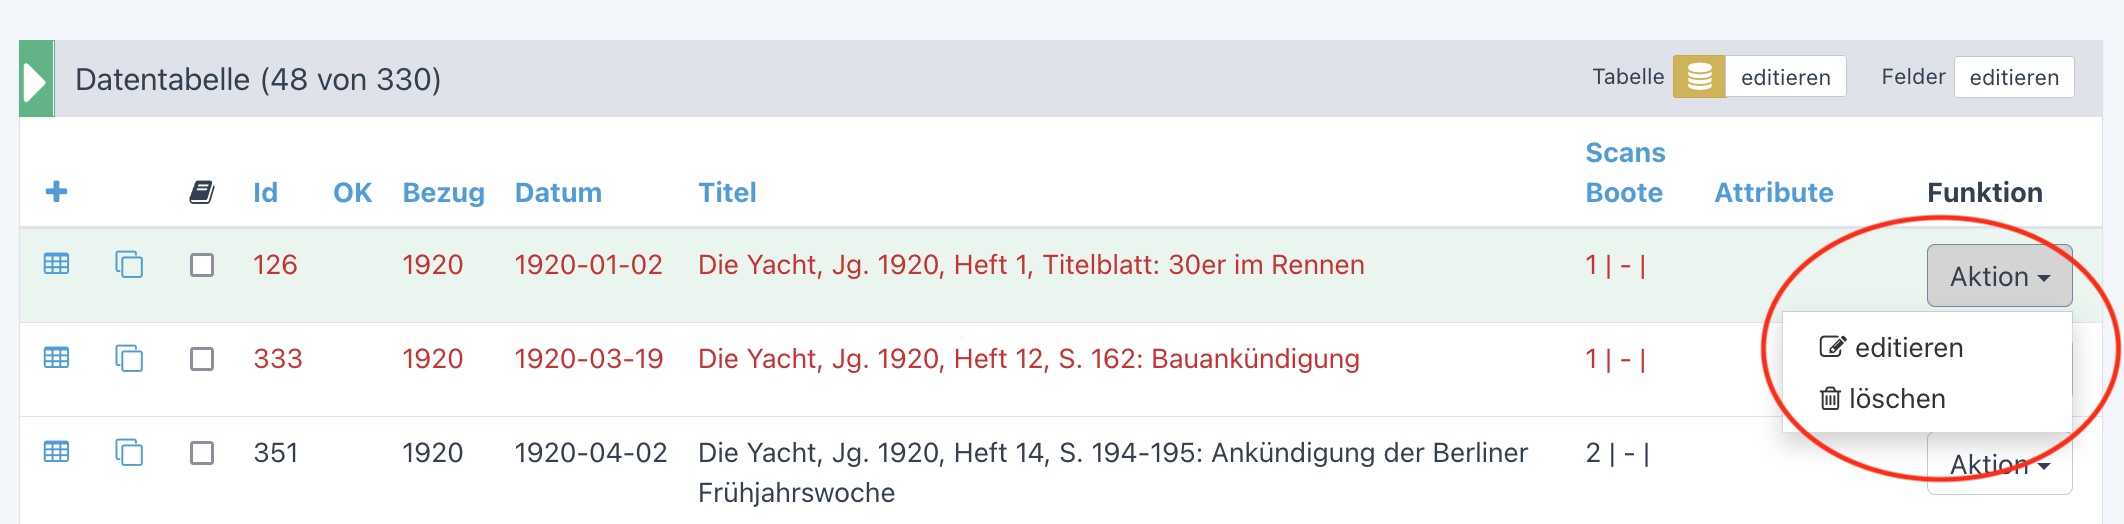 Datentabelle (48 von 330)
Tabelle editieren Felder editieren
Id OK Bezug Datum Titel Scans Boote Attribute Funktion
126 1920 1920-01-02 Die Yacht, Jg. 1920, Heft 1, Titelblatt: 30er im Rennen 1 | - | Aktion
editieren
löschen
333 1920 1920-03-19 Die Yacht, Jg. 1920, Heft 12, S. 162: Bauankündigung 1 | - |
351 1920 1920-04-02 Die Yacht, Jg. 1920, Heft 14, S. 194-195: Ankündigung der Berliner 2 | - | Aktion
Frühjahrswoche